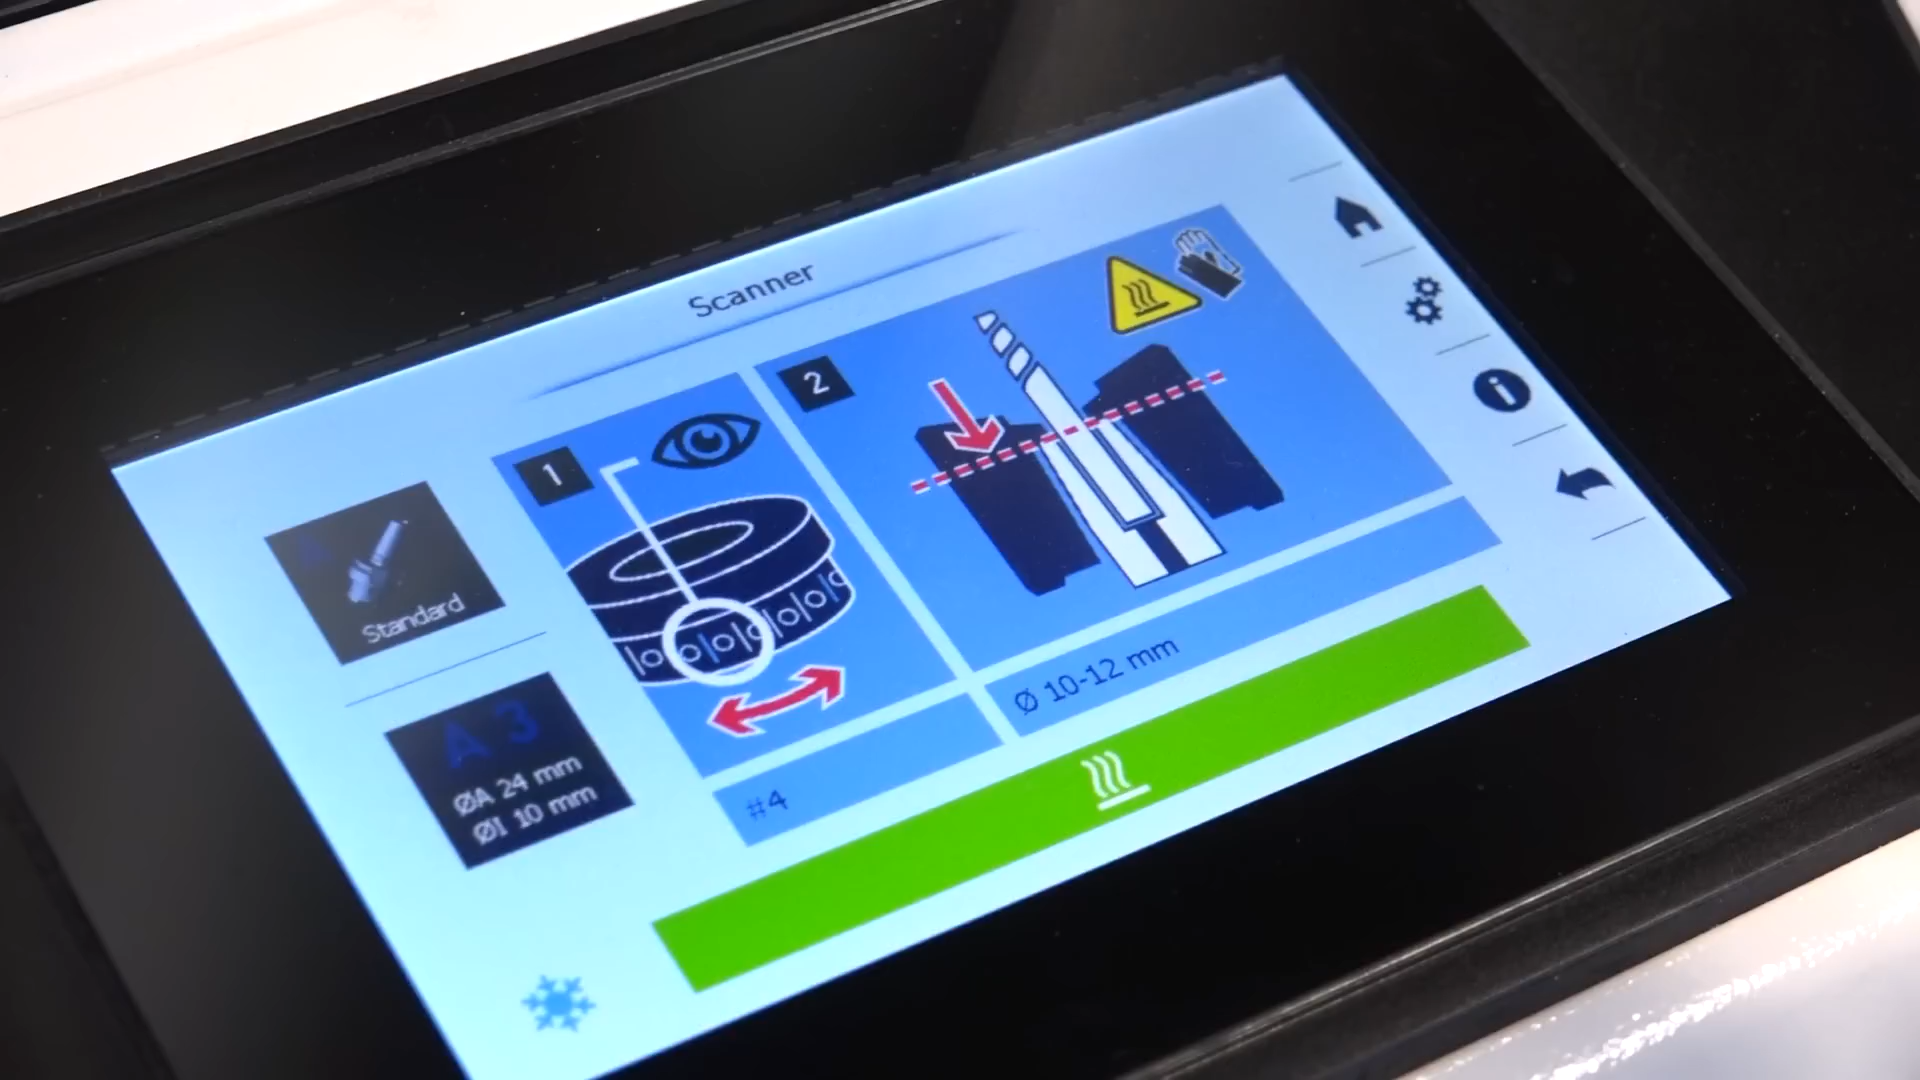 Scanner
Standard
A 3
ØA 24 mm
ØI 10 mm
1
#4
2
Ø 10-12 mm